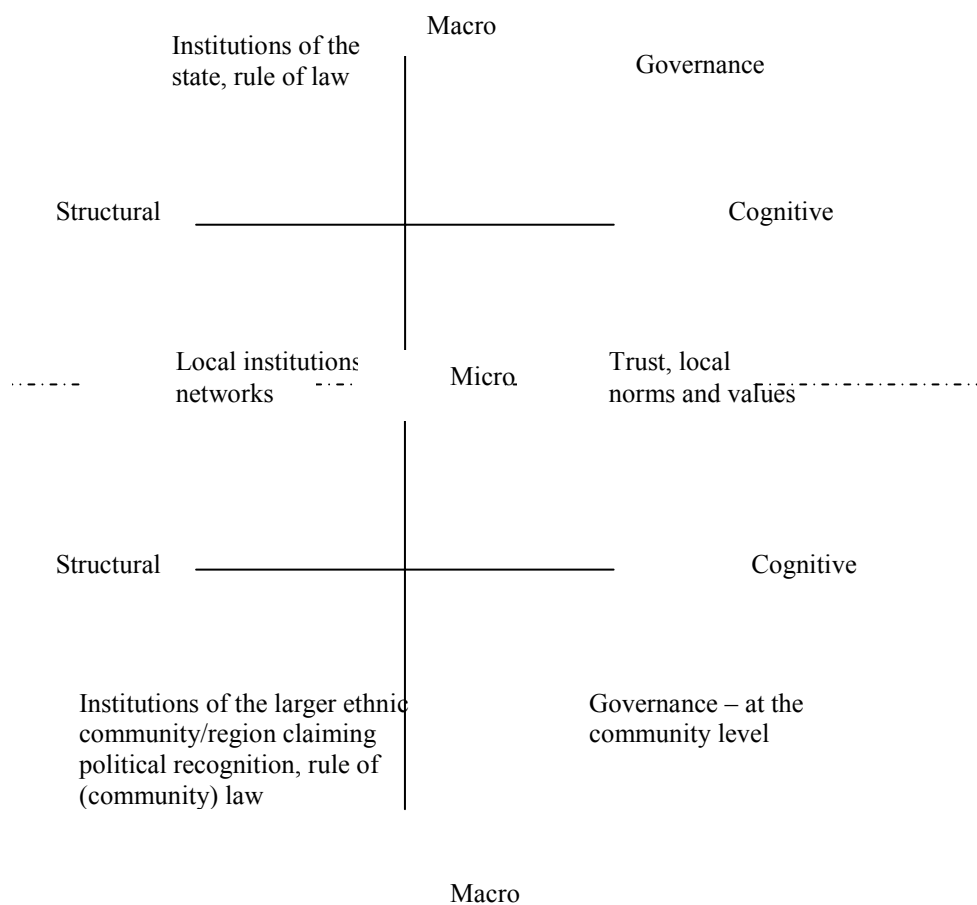 Macro
Institutions of the
state, rule of law
Governance
Structural
Cognitive
Local institutions
networks
Micro
Trust, local
norms and values
Structural
Cognitive
Institutions of the larger ethnic
community/region claiming
political recognition, rule of
(community) law
Governance – at the
community level
Macro